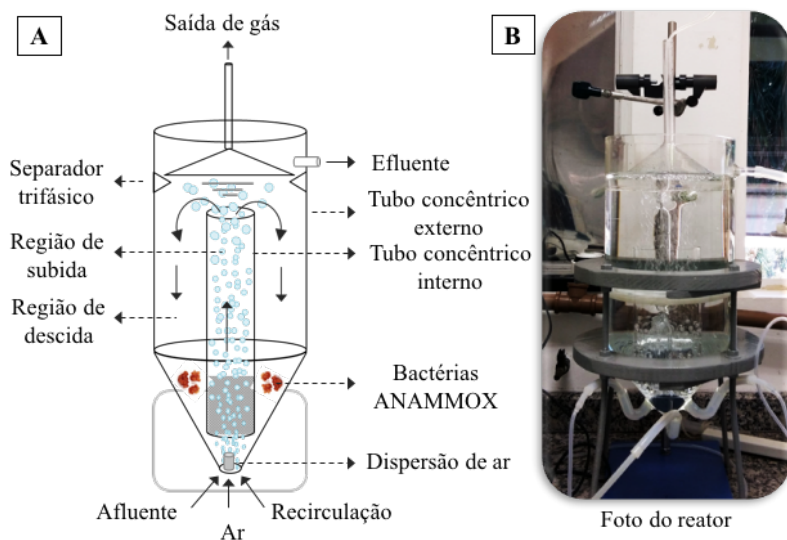 A
Saída de gás
B
Separador
trifásico
Efluente
Tubo concêntrico
externo
Região de
subida
Tubo concêntrico
interno
Região de
descida
Bactérias
ANAMMOX
Dispersão de ar
Afluente
Ar
Recirculação
Foto do reator